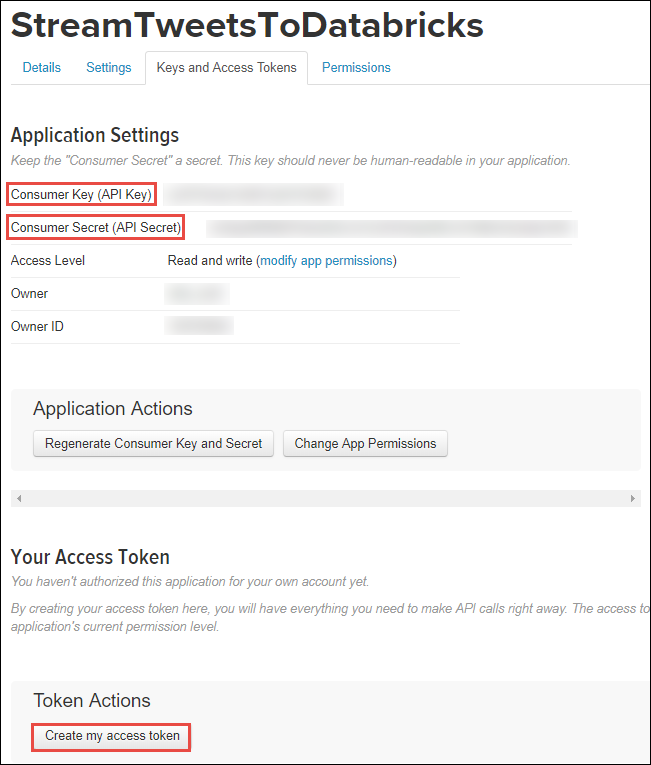 StreamTweetsToDatabricks
Details Settings Keys and Access Tokens Permissions
Application Settings
Keep the "Consumer Secret" a secret. This key should never be human-readable in your application.
Consumer Key (API Key)
Consumer Secret (API Secret)
Access Level Read and write (modify app permissions)
Owner
Owner ID
Application Actions
Regenerate Consumer Key and Secret Change App Permissions
Your Access Token
You haven't authorized this application for your own account yet.
By creating your access token here, you will have everything you need to make API calls right away. The access to
application's current permission level.
Token Actions
Create my access token